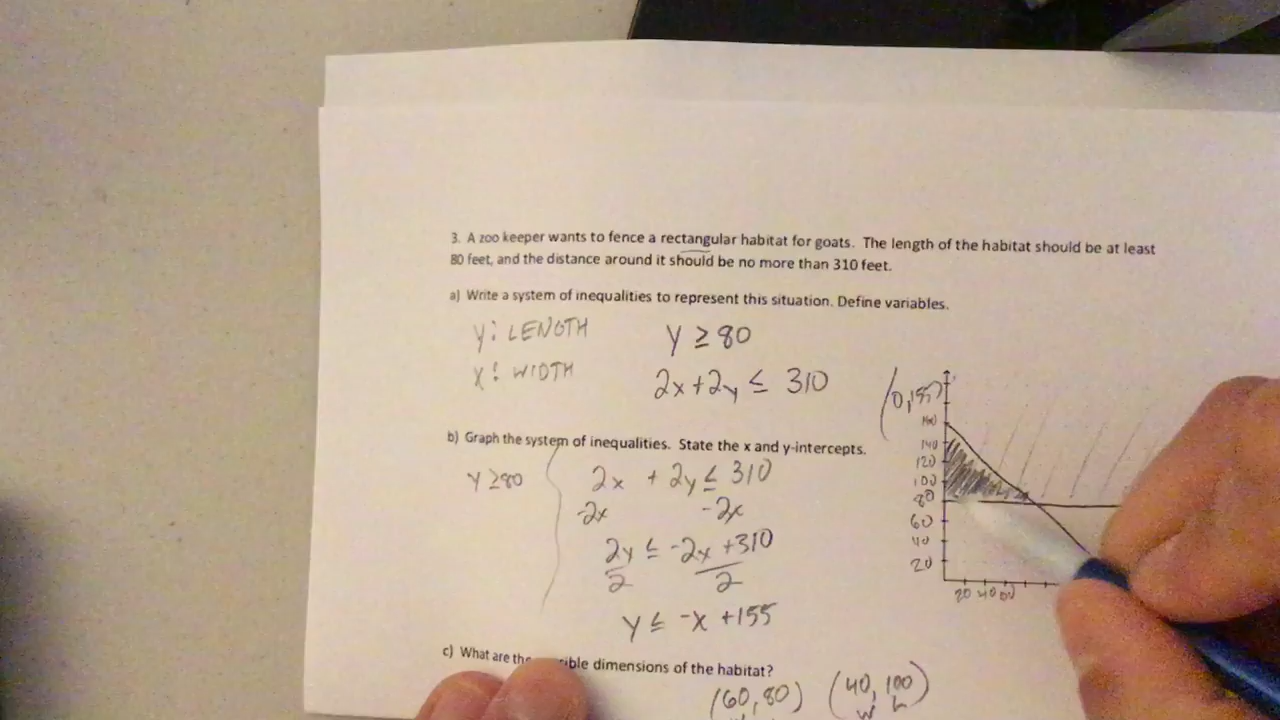 3. A zoo keeper wants to fence a rectangular habitat for goats. The length of the habitat should be at least
80 feet, and the distance around it should be no more than 310 feet.
a) Write a system of inequalities to represent this situation. Define variables.
y: LENGTH
y ≥ 80
x: WIDTH
2x+2y ≤ 310
b) Graph the system of inequalities. State the x and y-intercepts.
y ≥ 80
2x + 2y ≤ 310
-2x -2x
2y ≤ -2x +310
2 2
y ≤ -x +155
160
140
120
100
80
60
40
20
20 40 60
c) What are the dimensions of the habitat?
(60,80) (40,100)
W L